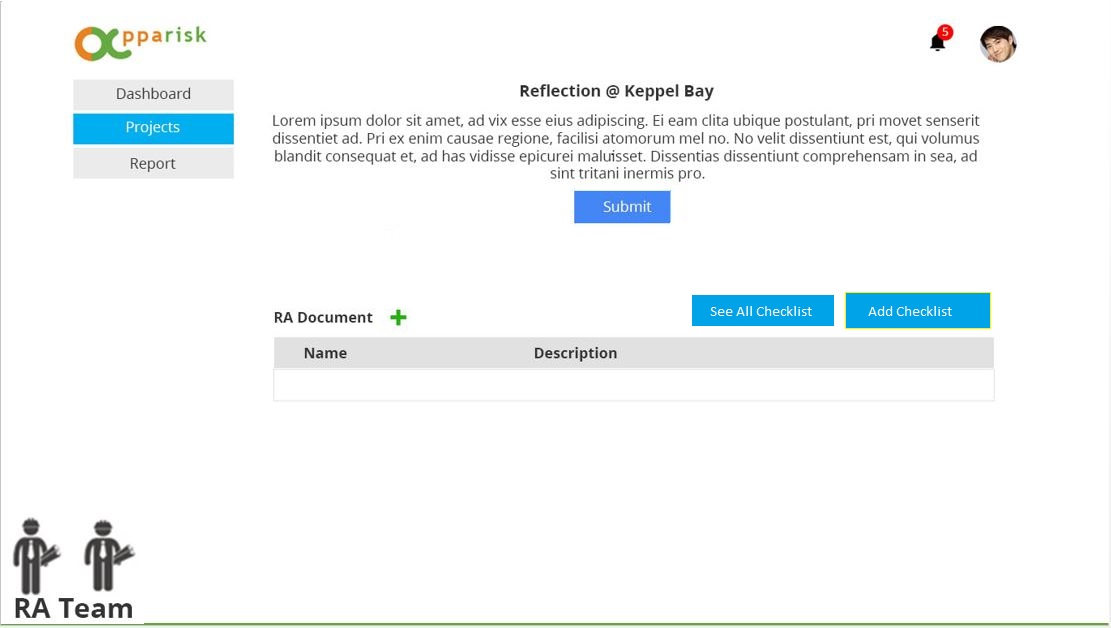 pparisk
5
Dashboard
Projects
Report
Reflection @ Keppel Bay
Lorem ipsum dolor sit amet, ad vix esse eius adipiscing. Ei eam clita ubique postulant, pri movet senserit
dissentiet ad. Pri ex enim causae regione, facilisi atomorum mel no. No velit dissentiunt est, qui volumus
blandit consequat et, ad has vidisse epicurei maluisset. Dissentias dissentiunt comprehensam in sea, ad
sint tritani inermis pro.
Submit
RA Document
See All Checklist
Add Checklist
Name Description
RA Team